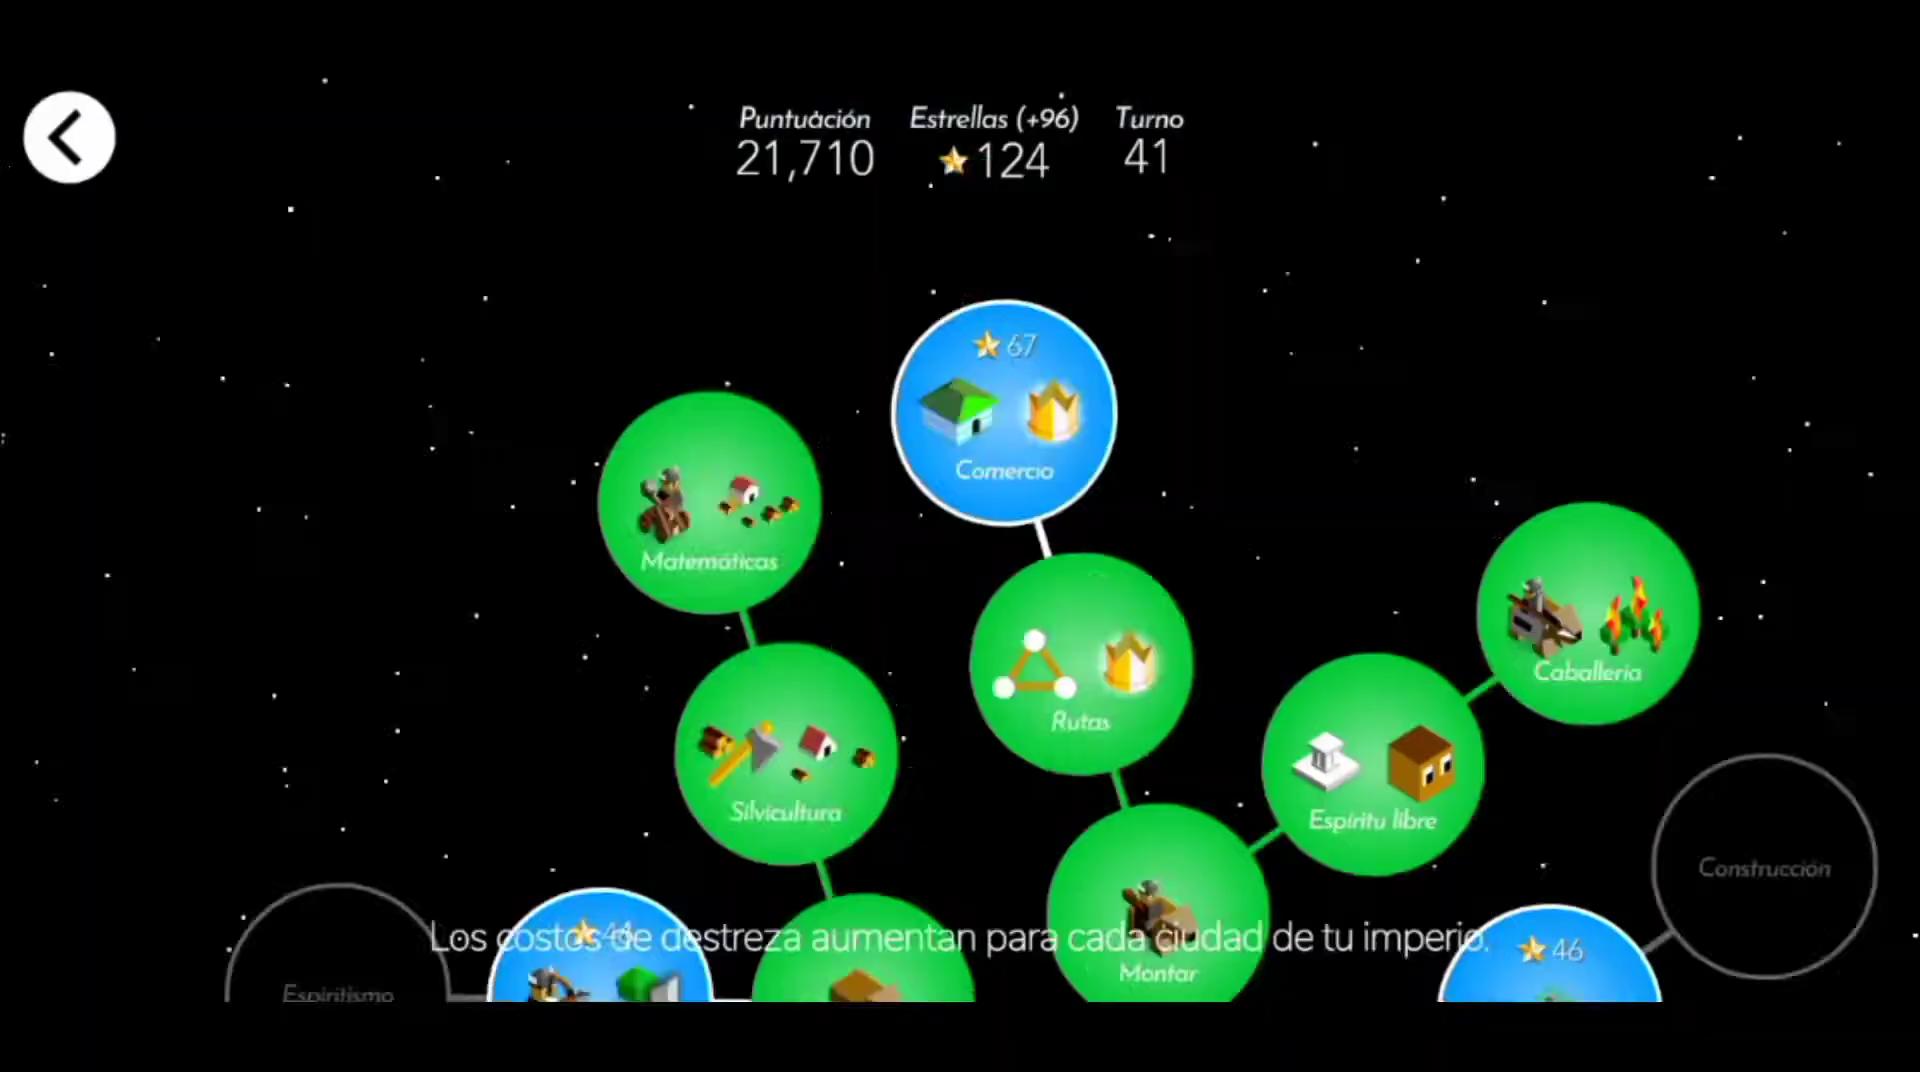 Puntuación
Estrellas (+96)
Turno
21,710
124
41
67
Comercio
Matemáticas
Rutas
Caballería
Silvicultura
Espíritu libre
Construcción
Los costos de destreza aumentan para cada ciudad de tu imperio.
46
Montar
Espiritismo